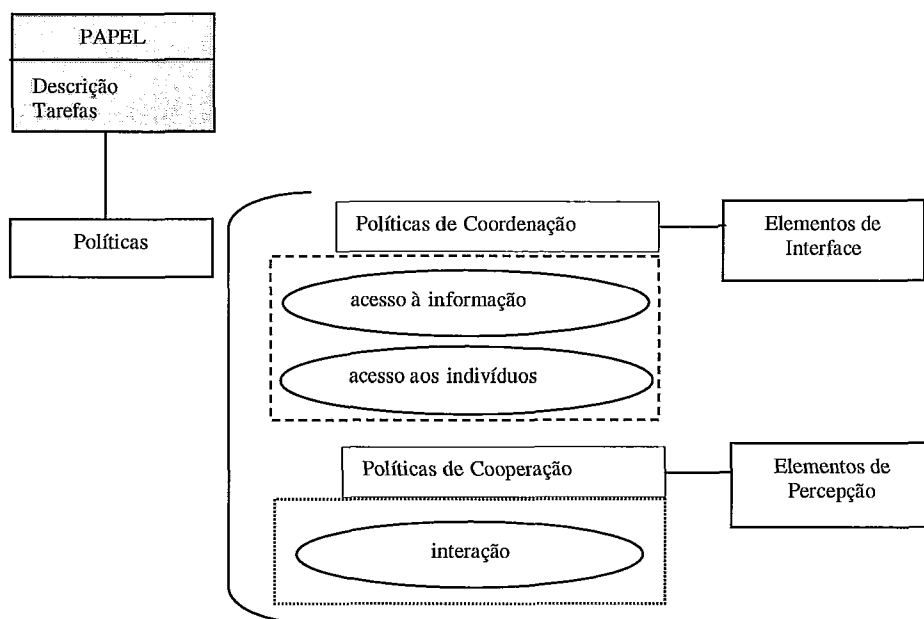 PAPEL
Descrição
Tarefas
Políticas
Políticas de Coordenação
acesso à informação
acesso aos indivíduos
Elementos de
Interface
Políticas de Cooperação
interação
Elementos de
Percepção